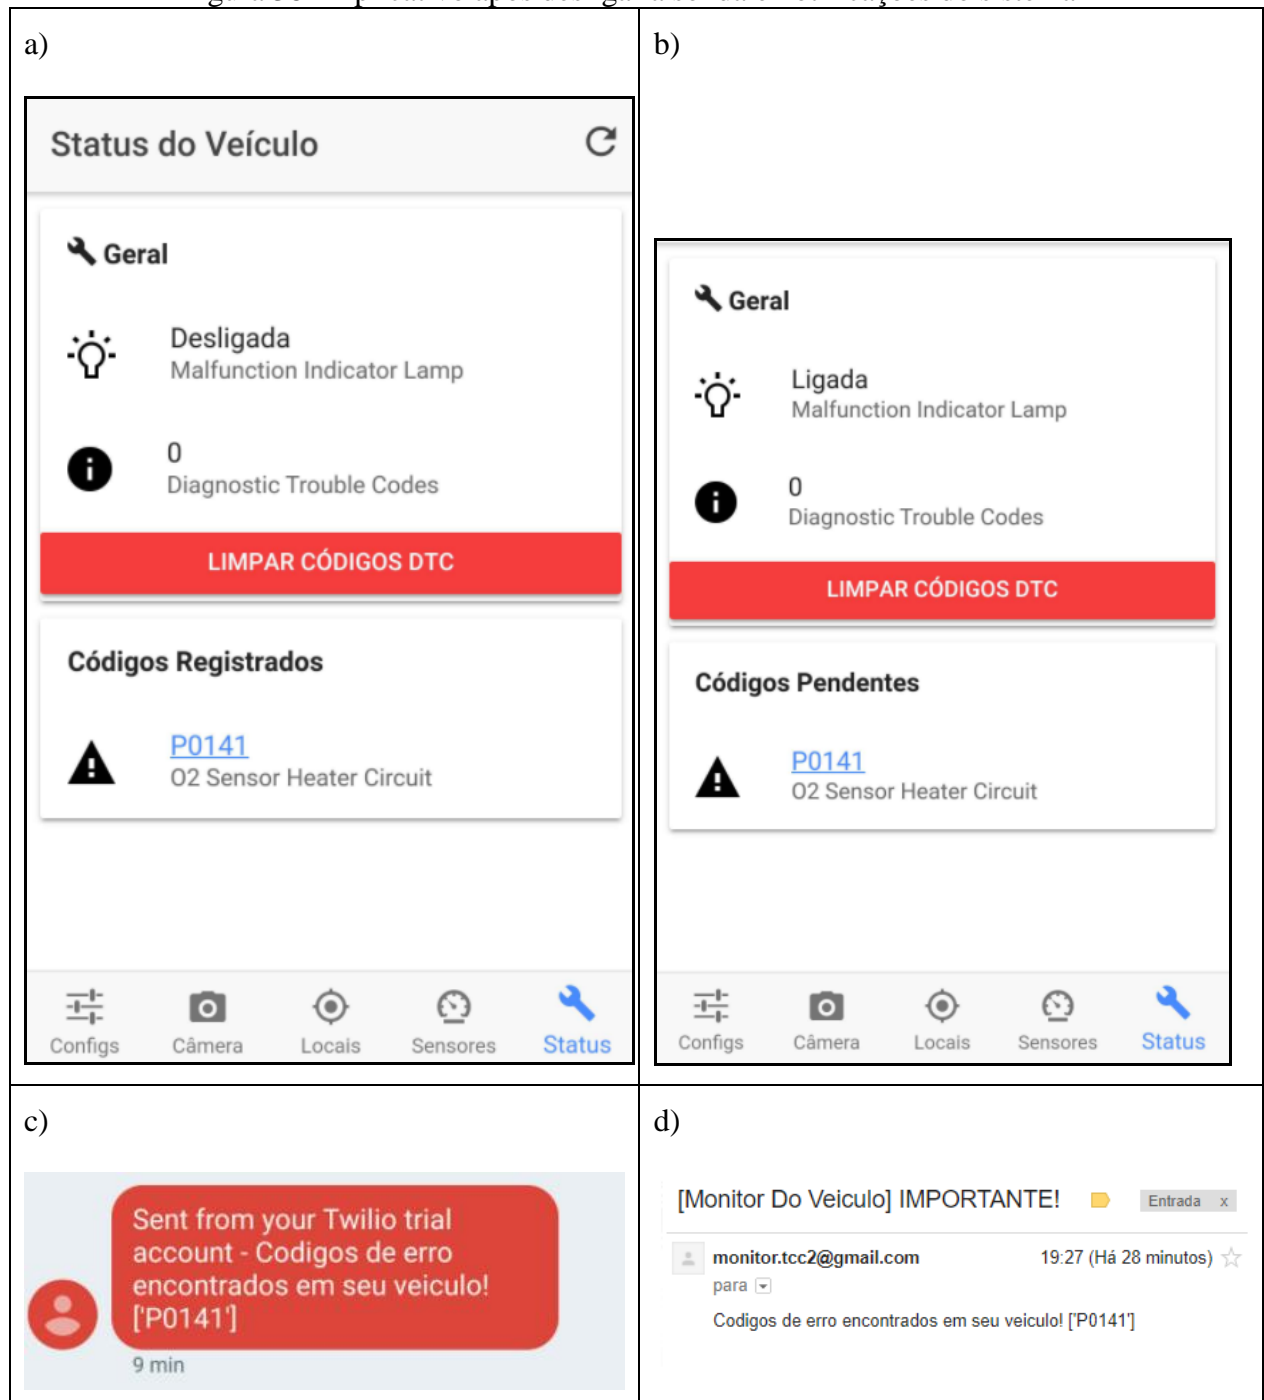 a)
Status do Veículo
Geral
Desligada
Malfunction Indicator Lamp
0
Diagnostic Trouble Codes
LIMPAR CÓDIGOS DTC
Códigos Registrados
P0141
O2 Sensor Heater Circuit
Configs Câmera Locais Sensores Status
b)
Geral
Ligada
Malfunction Indicator Lamp
0
Diagnostic Trouble Codes
LIMPAR CÓDIGOS DTC
Códigos Pendentes
P0141
O2 Sensor Heater Circuit
Configs Câmera Locais Sensores Status
c)
Sent from your Twilio trial
account - Codigos de erro
encontrados em seu veiculo!
['P0141']
9 min
d)
[Monitor Do Veiculo] IMPORTANTE! Entrada x
monitor.tcc2@gmail.com 19:27 (Há 28 minutos)
para
Codigos de erro encontrados em seu veiculo! ['P0141']